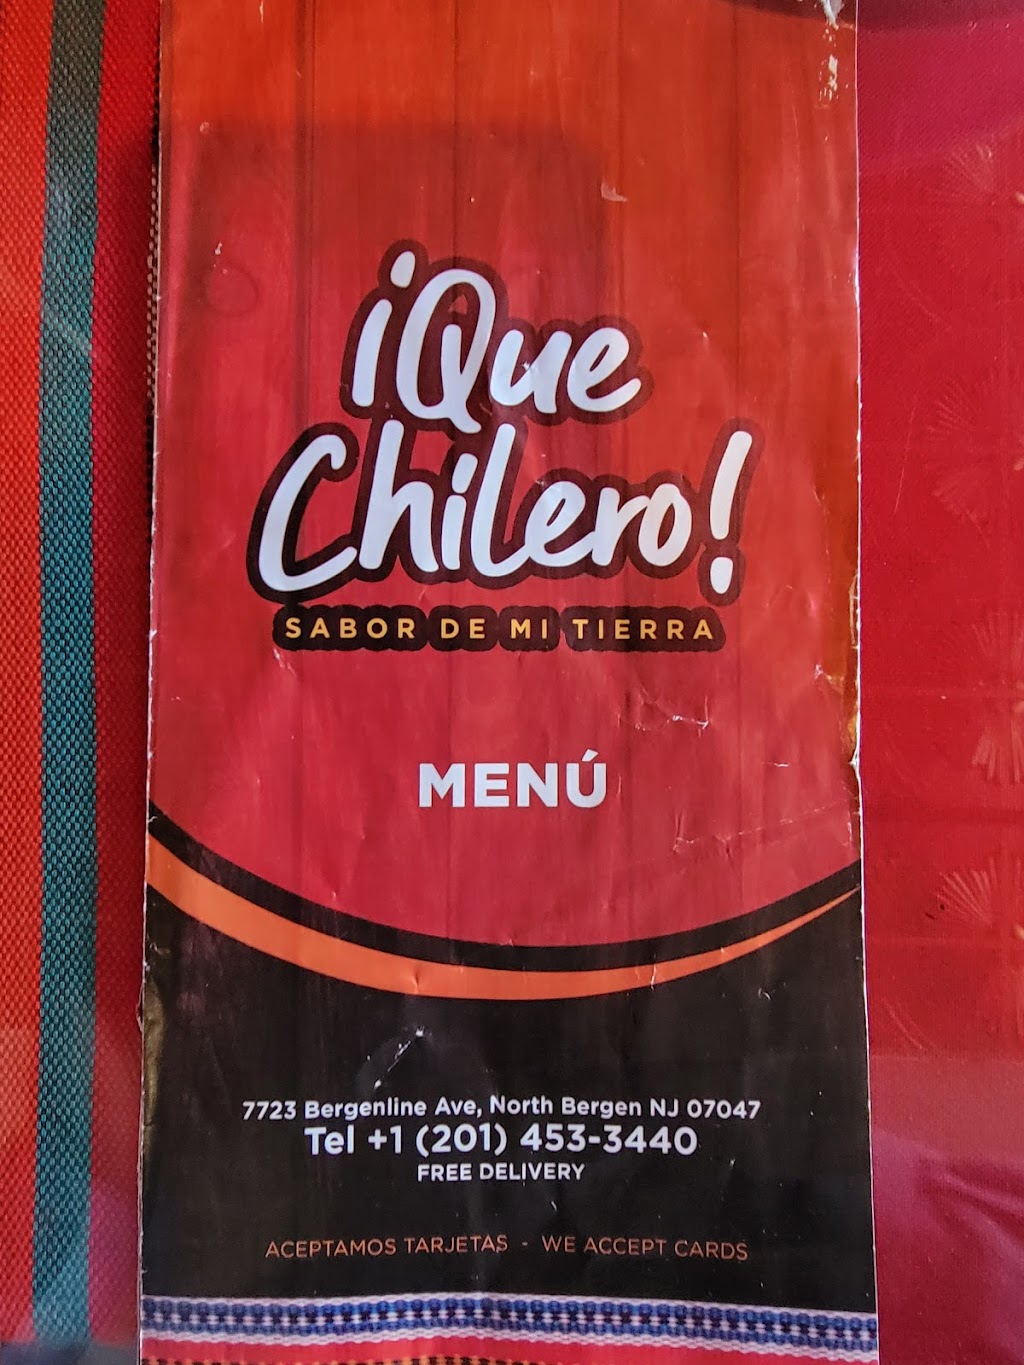 ¡Que
Chilero!
SABOR DE MI TIERRA
MENÚ
7723 Bergenline Ave, North Bergen NJ 07047
Tel +1 (201) 453-3440
FREE DELIVERY
ACEPTAMOS TARJETAS - WE ACCEPT CARDS